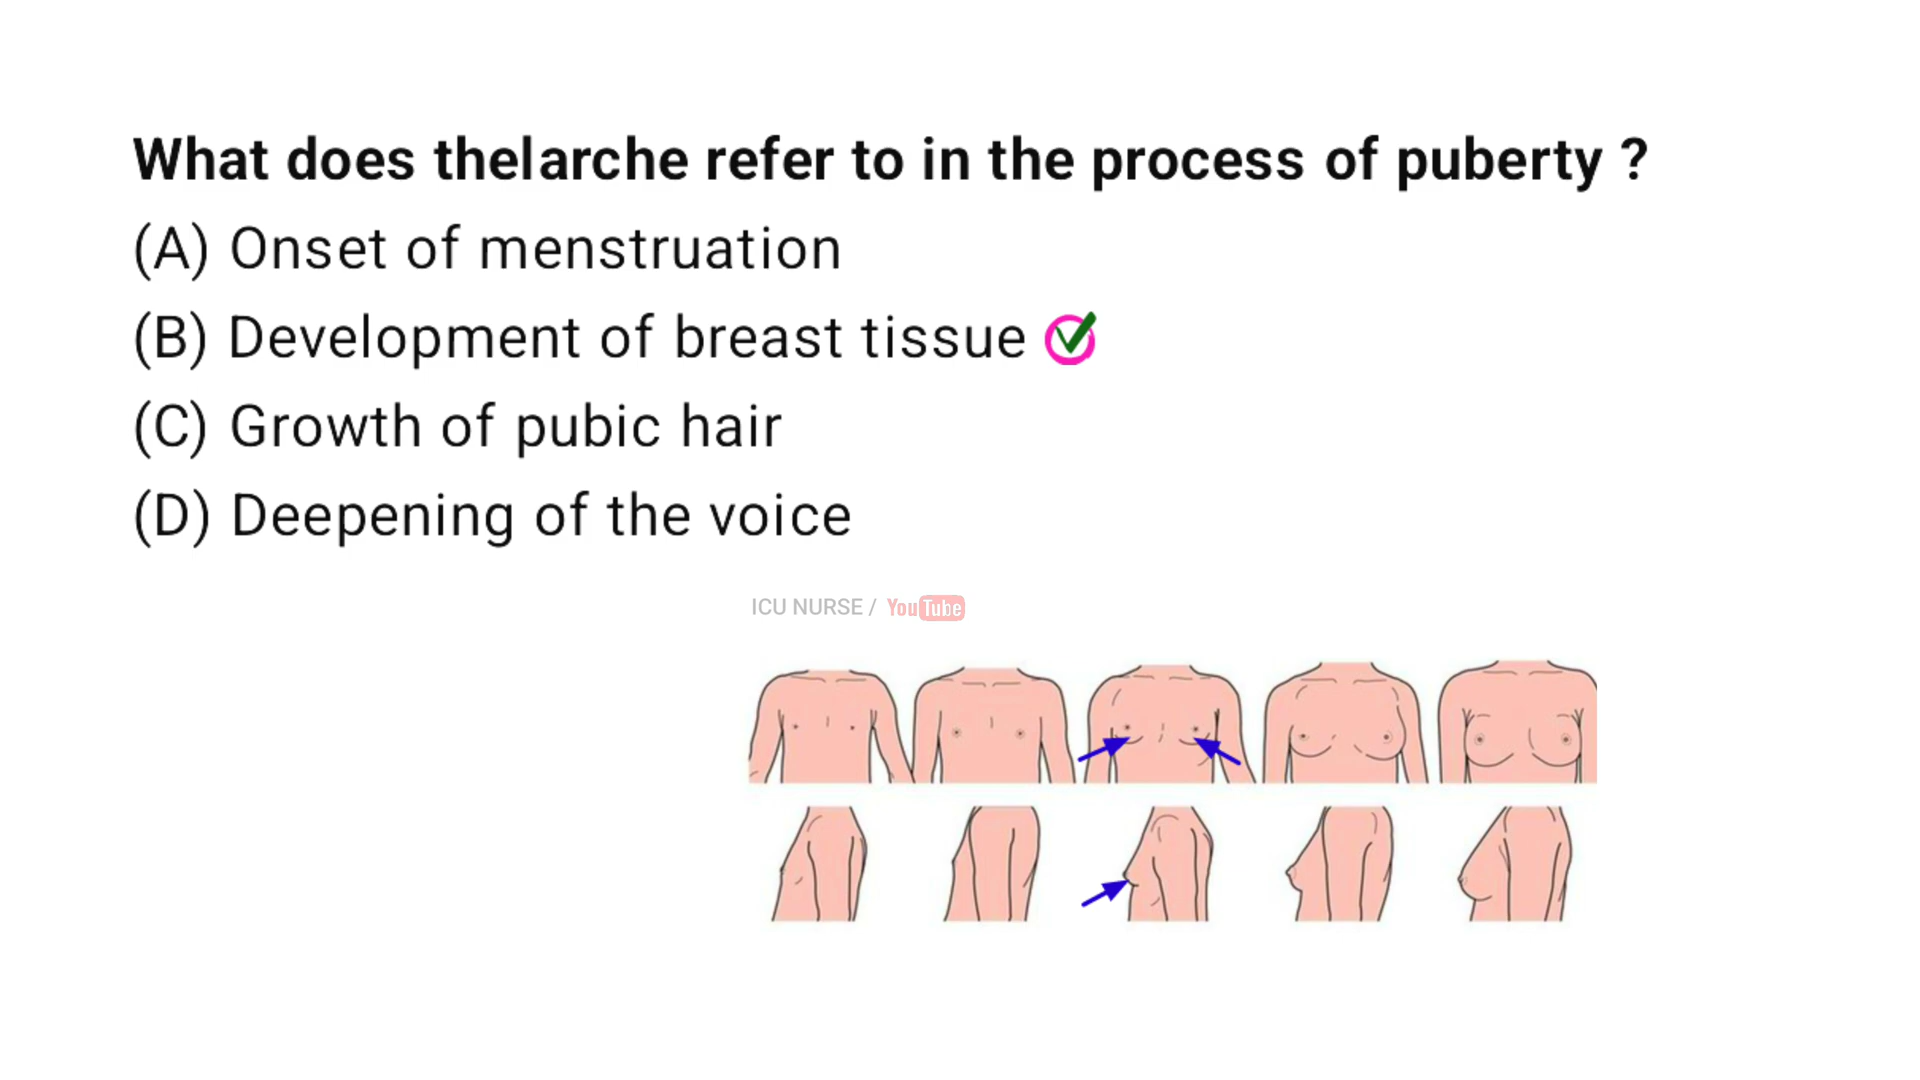 What does thelarche refer to in the process of puberty ?
(A) Onset of menstruation
(B) Development of breast tissue
(C) Growth of pubic hair
(D) Deepening of the voice
ICU NURSE / YouTube